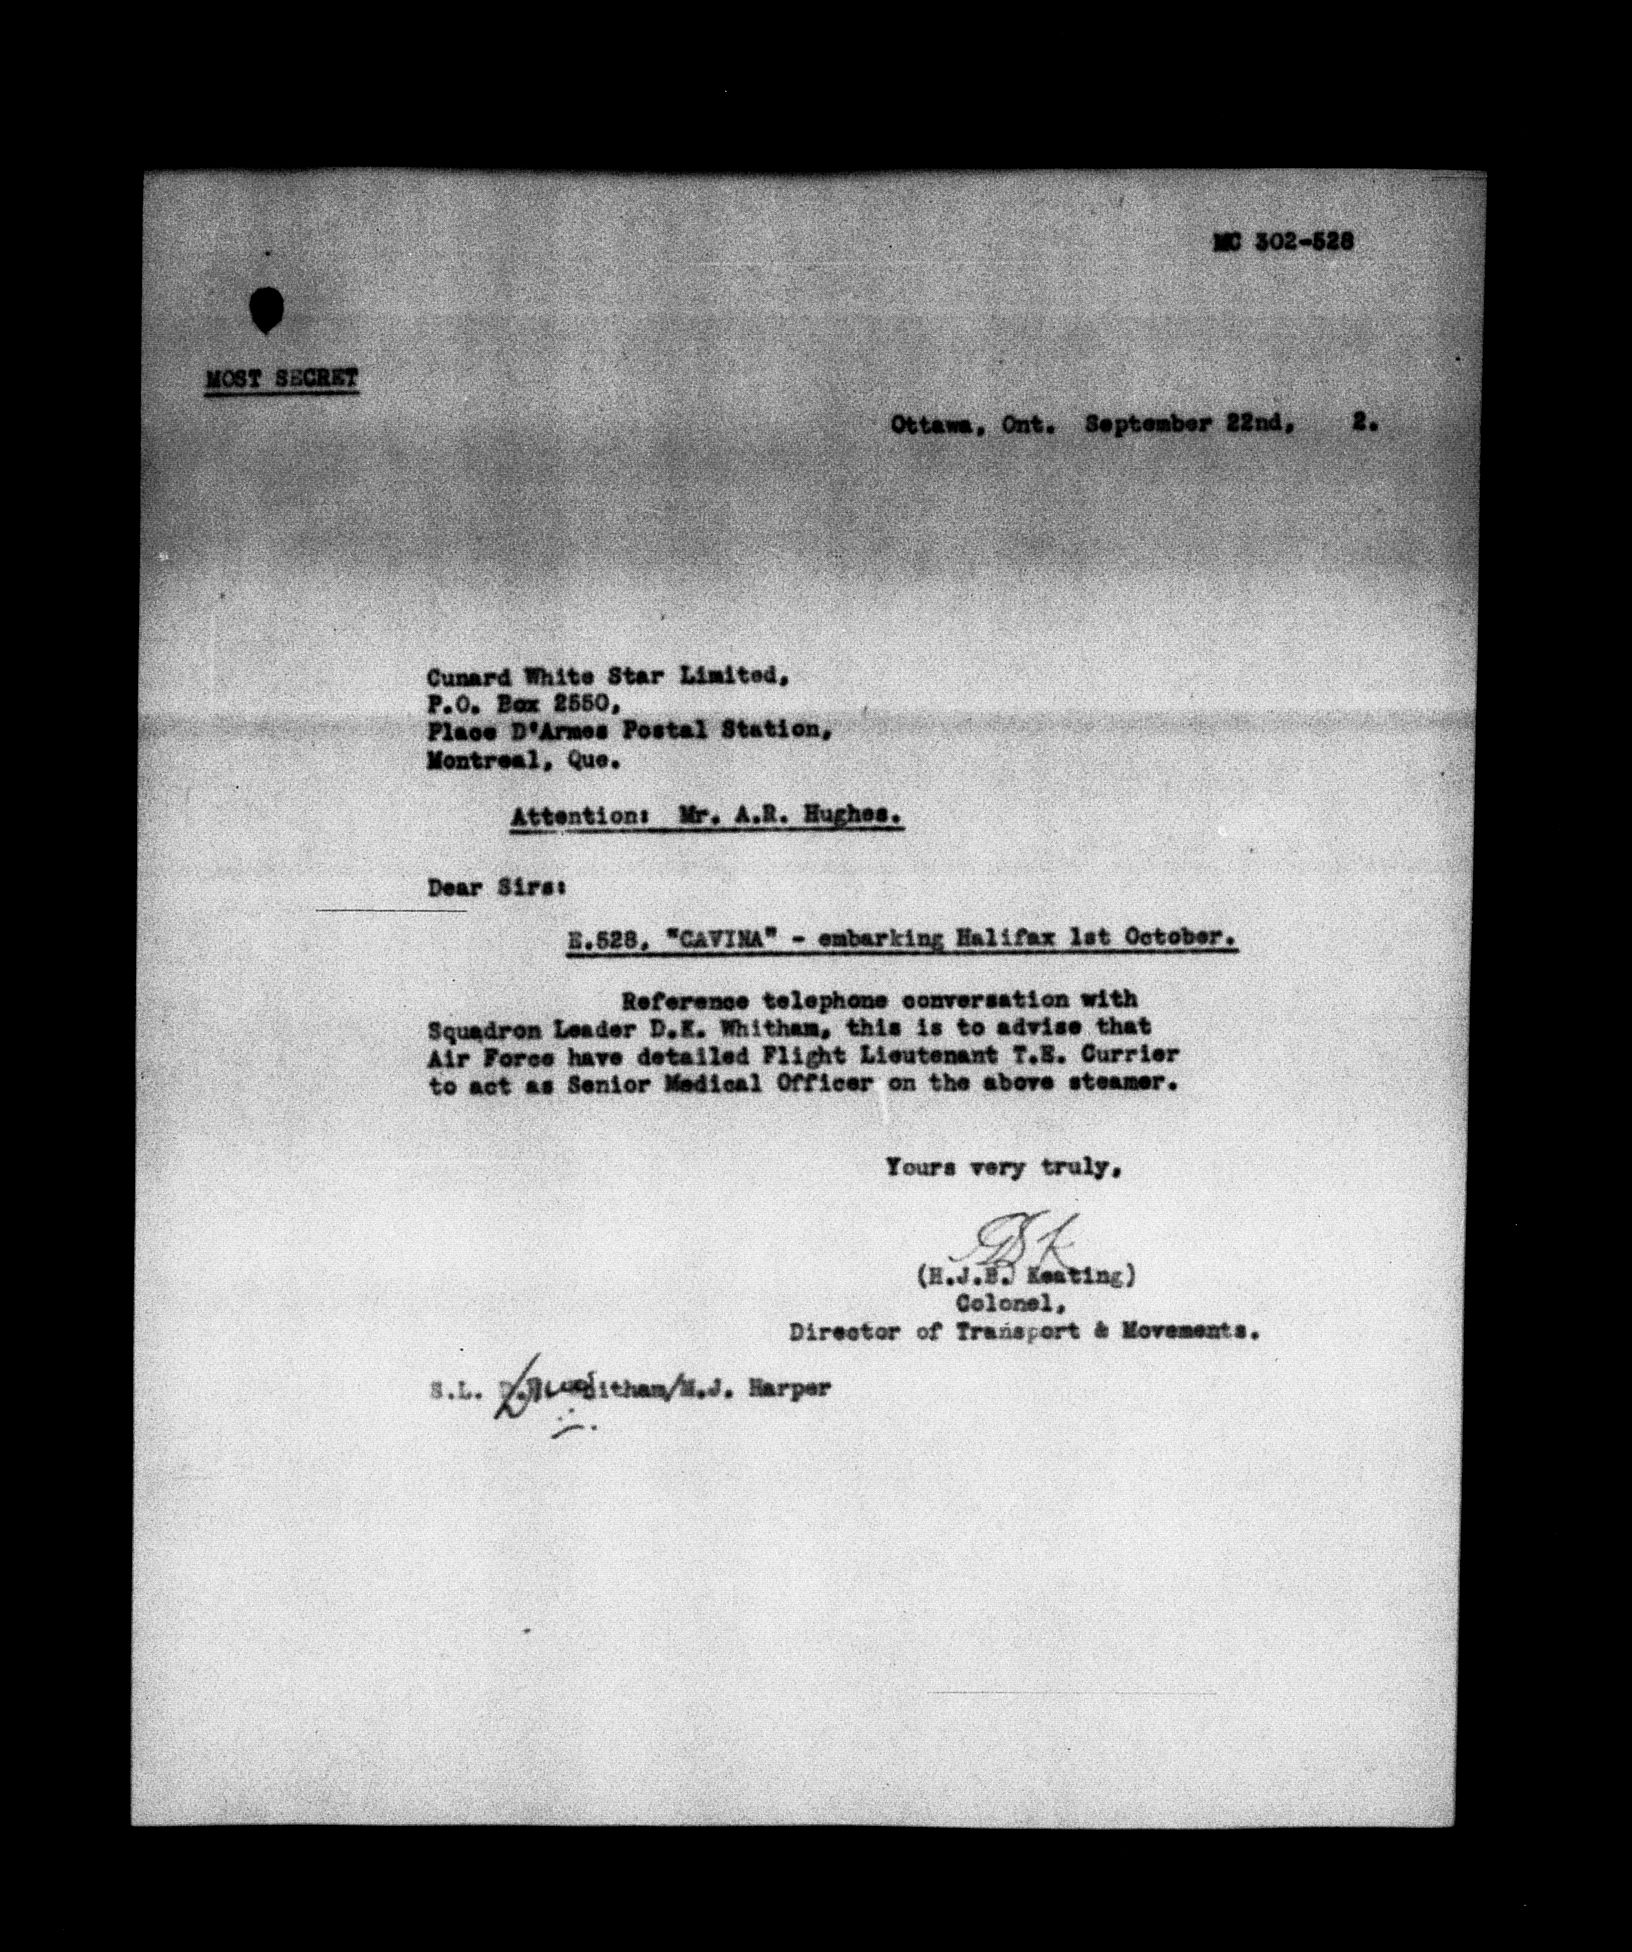 MC 302-528
MOST SECRET
Ottawa, Ont. September 22nd, 2.
Cunard White Star Limited,
P.O. Box 2550,
Place D'Armes Postal Station,
Montreal, Que.
Attention: Mr. A.R. Hughes.
Dear Sirs:
E.528, "CAVINA" - embarking Halifax 1st October.
Reference telephone conversation with
Squadron Leader D.K. Whitham, this is to advise that
Air Force have detailed Flight Lieutenant T.E. Currier
to act as Senior Medical Officer on the above steamer.
Yours very truly,
(H.J.B. Keating)
Colonel,
Director of Transport & Movements.
S.L. Whitham/M.J. Harper